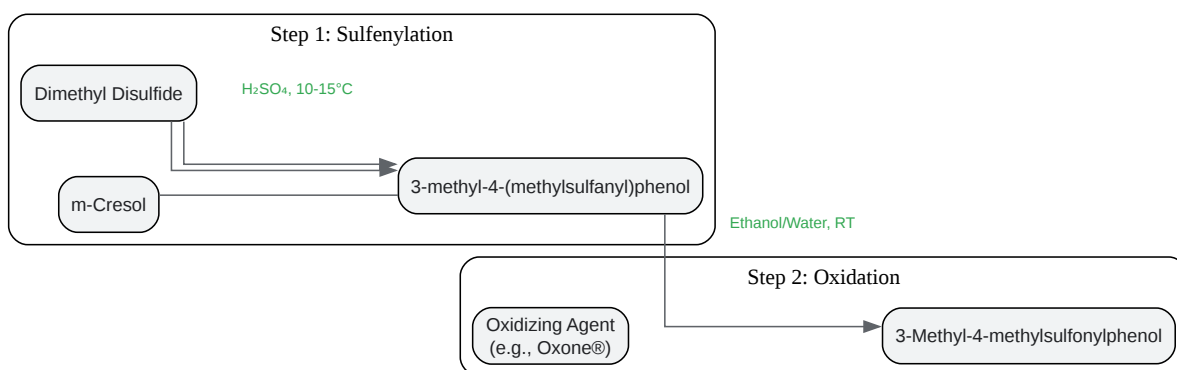 Step 1: Sulfenylation
Dimethyl Disulfide
H₂SO₄, 10-15°C
3-methyl-4-(methylsulfanyl)phenol
m-Cresol
Ethanol/Water, RT
Step 2: Oxidation
Oxidizing Agent
(e.g., Oxone®)
3-Methyl-4-methylsulfonylphenol